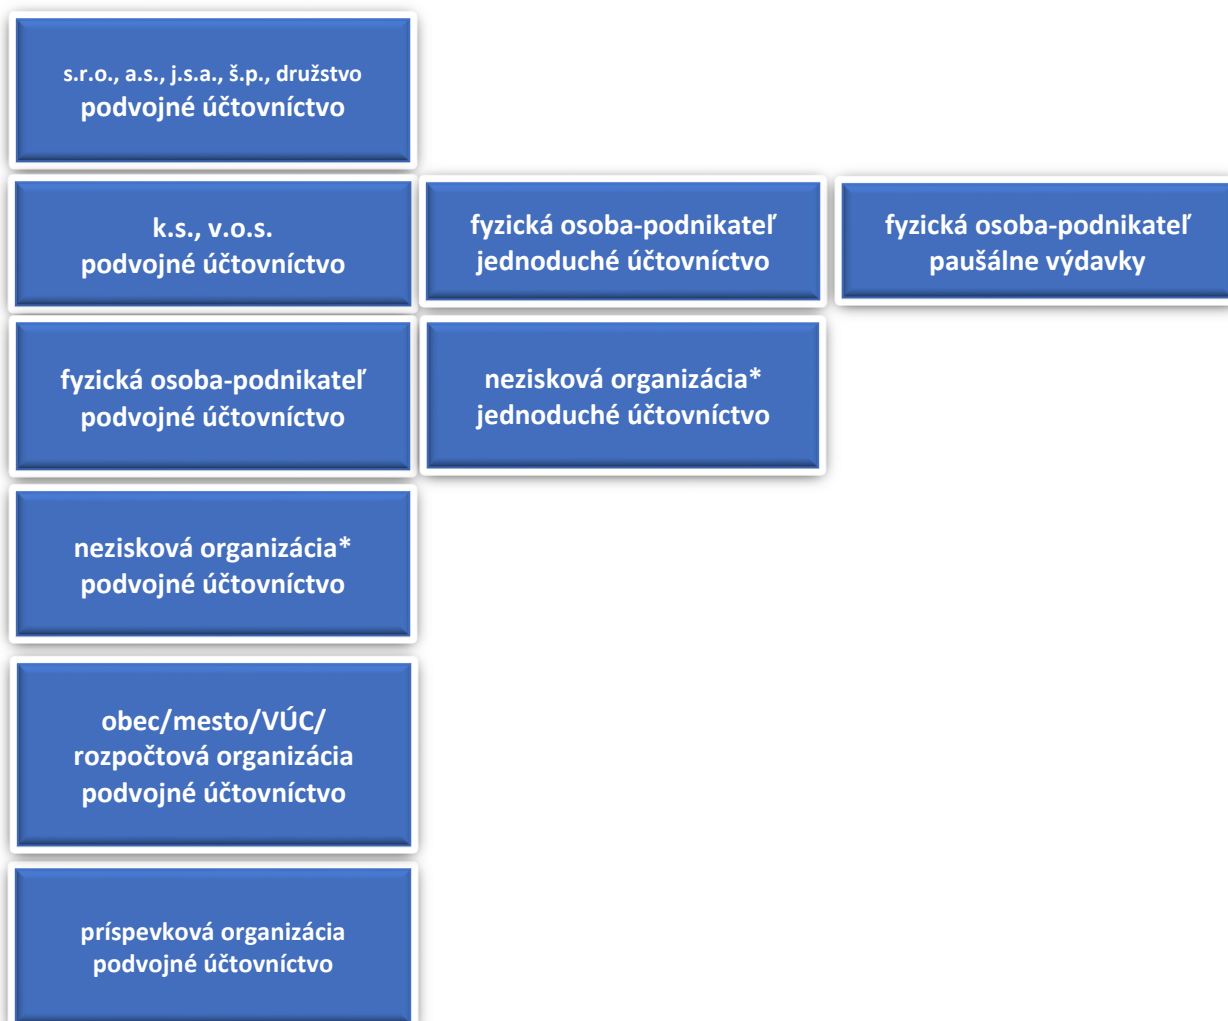 s.r.o., a.s., j.s.a., š.p., družstvo
podvojné účtovníctvo
k.s., v.o.s.
podvojné účtovníctvo
fyzická osoba-podnikateľ
jednoduché účtovníctvo
fyzická osoba-podnikateľ
paušálne výdavky
fyzická osoba-podnikateľ
podvojné účtovníctvo
nezisková organizácia*
jednoduché účtovníctvo
nezisková organizácia*
podvojné účtovníctvo
obec/mesto/VÚC/
rozpočtová organizácia
podvojné účtovníctvo
príspevková organizácia
podvojné účtovníctvo